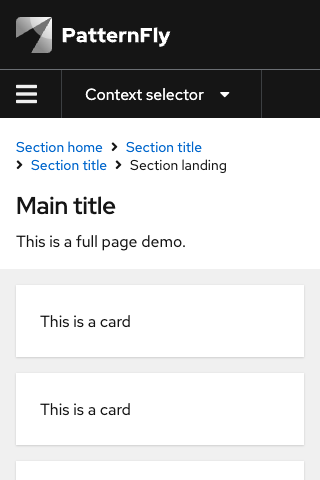 PatternFly
Context selector
Section home Section title
Section title Section landing
Main title
This is a full page demo.
This is a card
This is a card